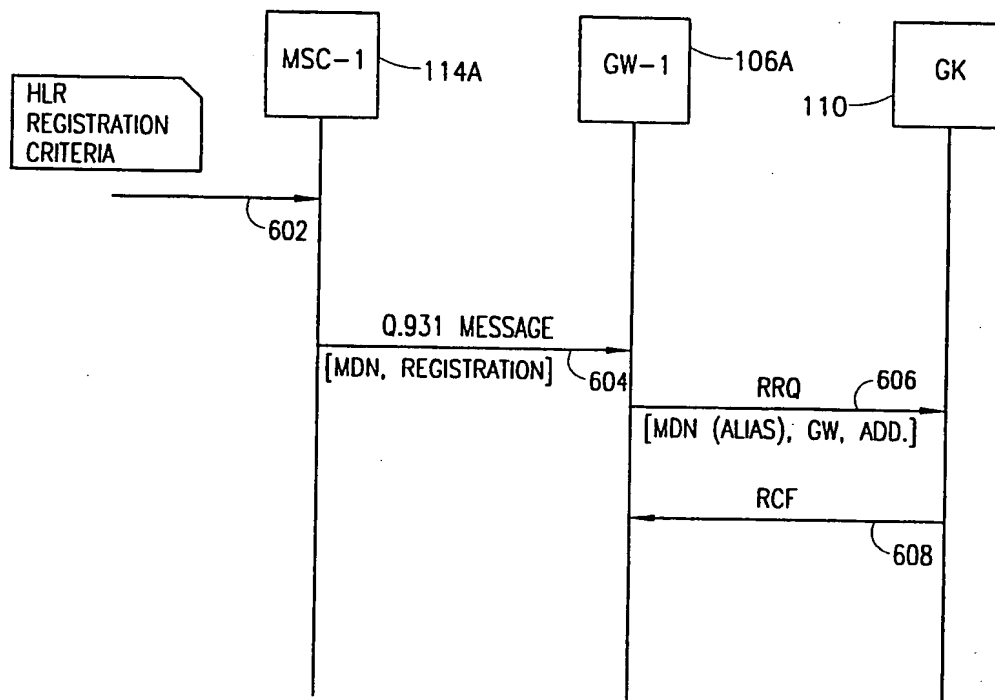 MSC-1
114A
GW-1
106A
GK
110
HLR
REGISTRATION
CRITERIA
602
Q.931 MESSAGE
[MDN, REGISTRATION]
604
RRQ
606
[MDN (ALIAS), GW, ADD.]
RCF
608